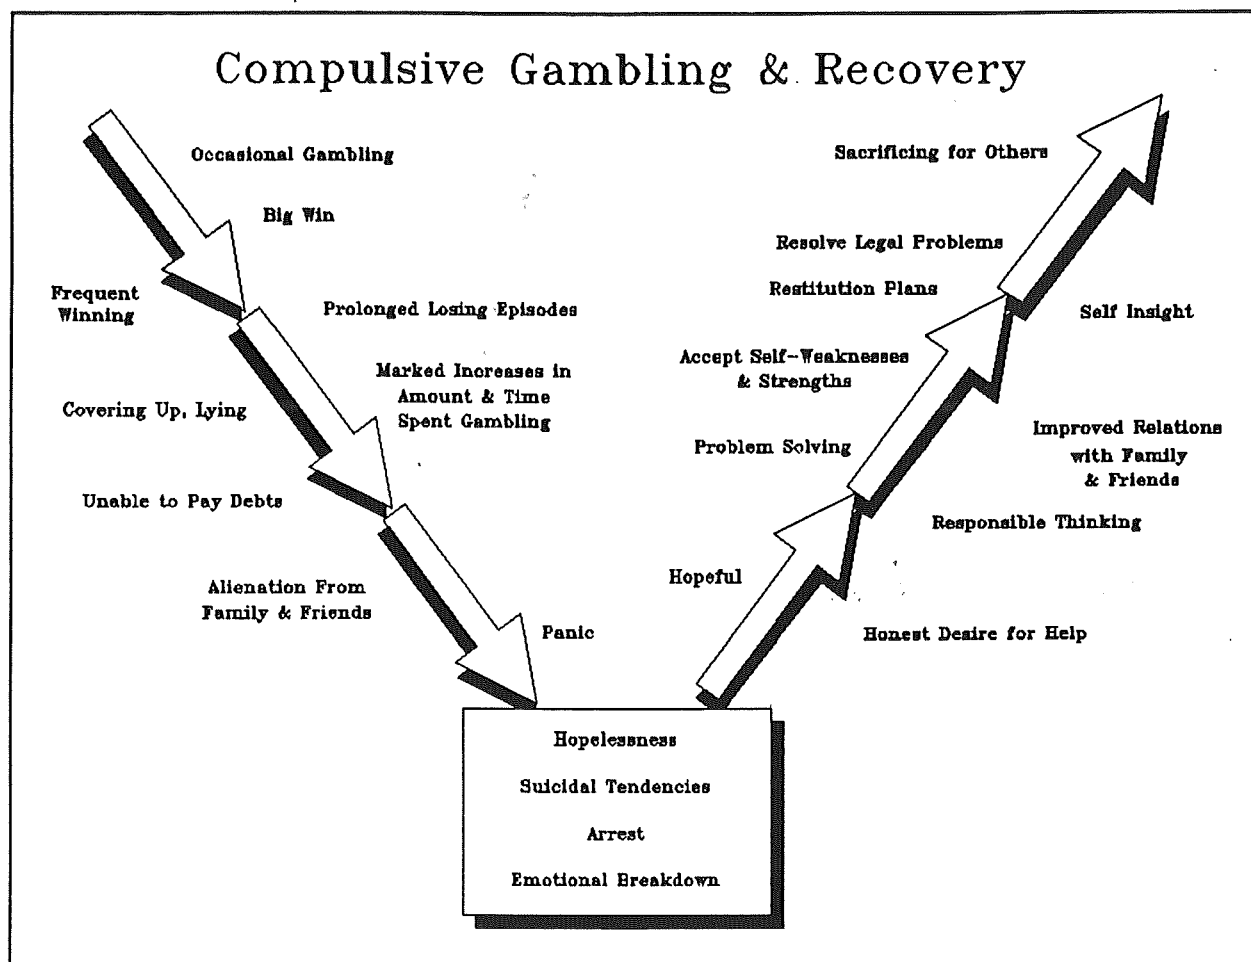 Compulsive Gambling & Recovery
Occasional Gambling
Big Win
Frequent
Winning
Prolonged Losing Episodes
Marked Increases in
Amount & Time
Spent Gambling
Covering Up, Lying
Unable to Pay Debts
Alienation From
Family & Friends
Panic
Hopelessness
Suicidal Tendencies
Arrest
Emotional Breakdown
Sacrificing for Others
Resolve Legal Problems
Restitution Plans
Self Insight
Accept Self-Weaknesses
& Strengths
Improved Relations
with Family
& Friends
Problem Solving
Responsible Thinking
Hopeful
Honest Desire for Help